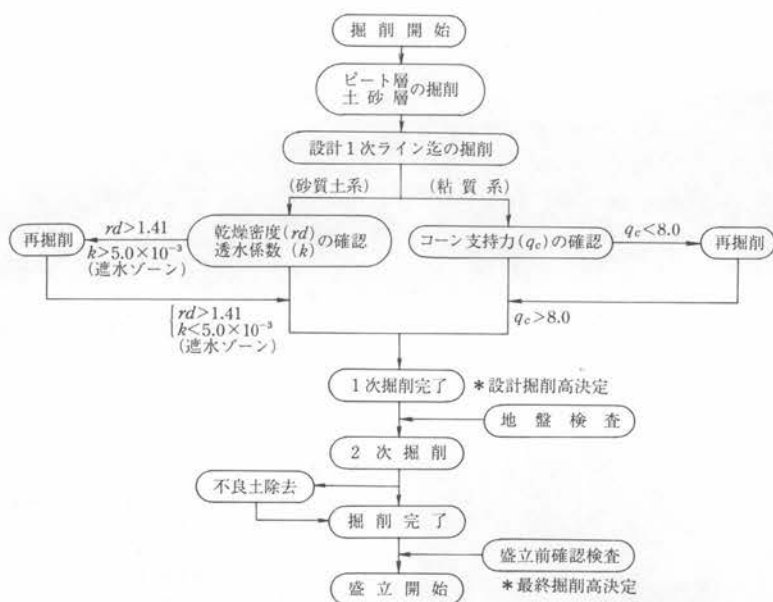 掘削開始
ピート層
土砂層の掘削
設計1次ライン迄の掘削
(砂質土系)
(粘質系)
再掘削
rd>1.41
k>5.0×10⁻³
(遮水ゾーン)
乾燥密度(rd)
透水係数(k)の確認
コーン支持力(qc)の確認
qc<8.0
再掘削
rd>1.41
k<5.0×10⁻³
(遮水ゾーン)
qc>8.0
1次掘削完了
*設計掘削高決定
地盤検査
2次掘削
不良土除去
掘削完了
盛立前確認検査
盛立開始
*最終掘削高決定